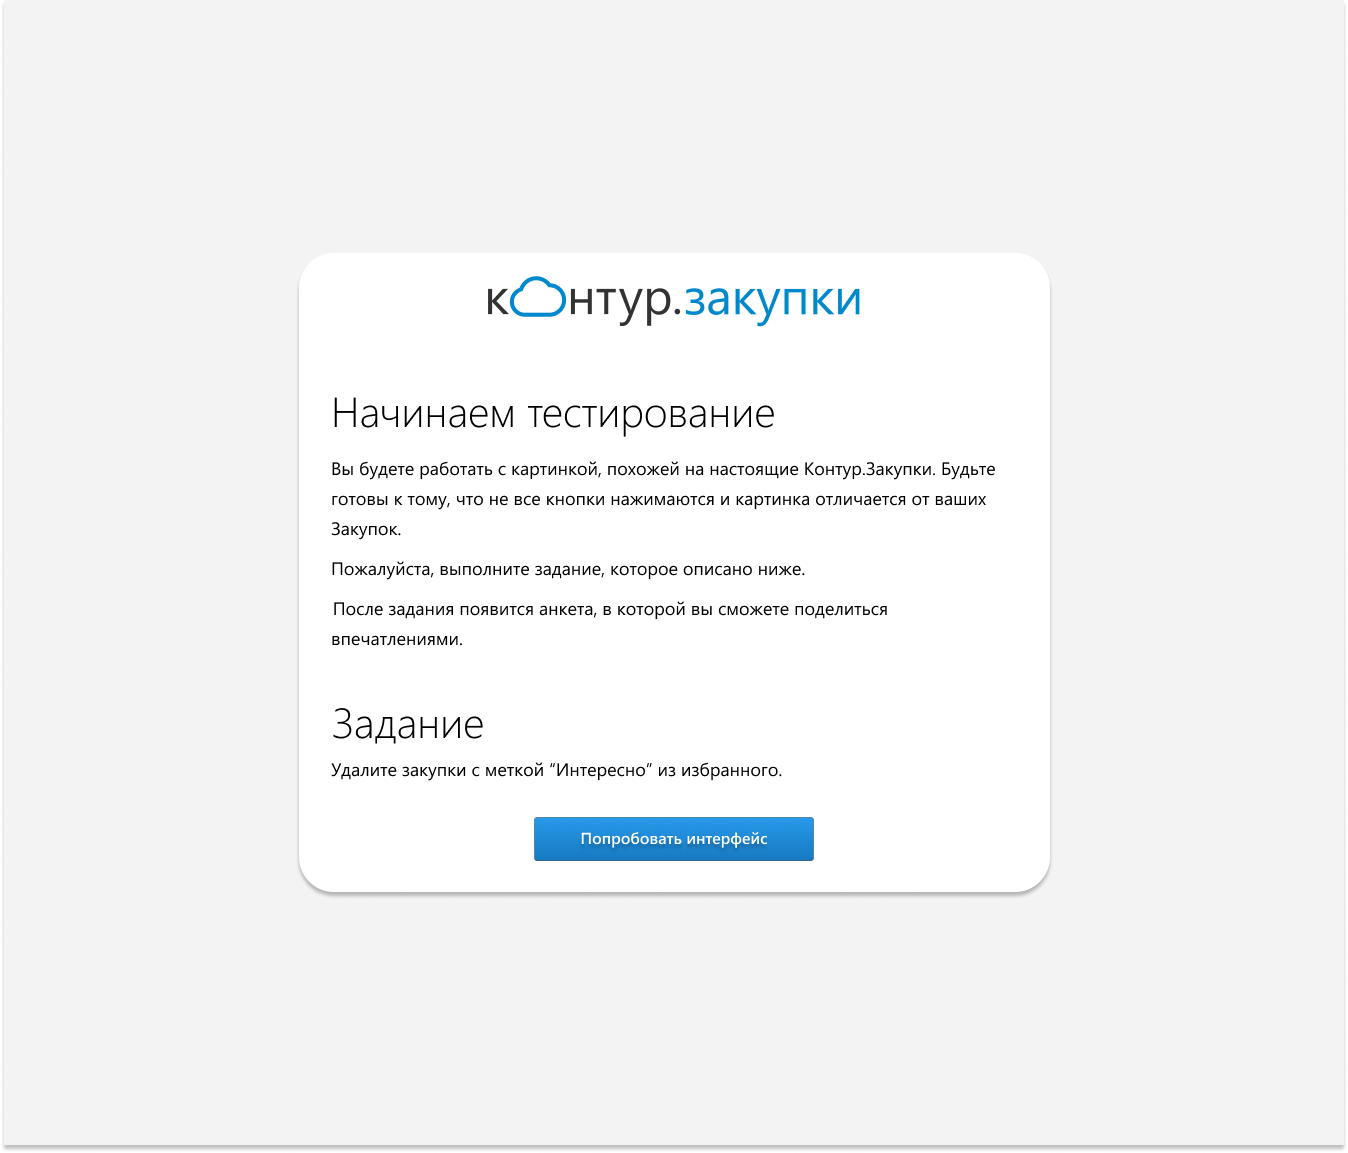 контур.закупки
Начинаем тестирование
Вы будете работать с картинкой, похожей на настоящие Контур.Закупки. Будьте
готовы к тому, что не все кнопки нажимаются и картинка отличается от ваших
Закупок.
Пожалуйста, выполните задание, которое описано ниже.
После задания появится анкета, в которой вы сможете поделиться
впечатлениями.
Задание
Удалите закупки с меткой “Интересно” из избранного.
Попробовать интерфейс